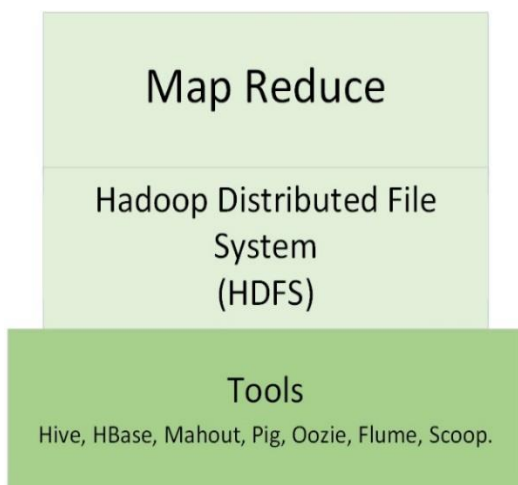 Map Reduce
Hadoop Distributed File
System
(HDFS)
Tools
Hive, HBase, Mahout, Pig, Oozie, Flume, Scoop.